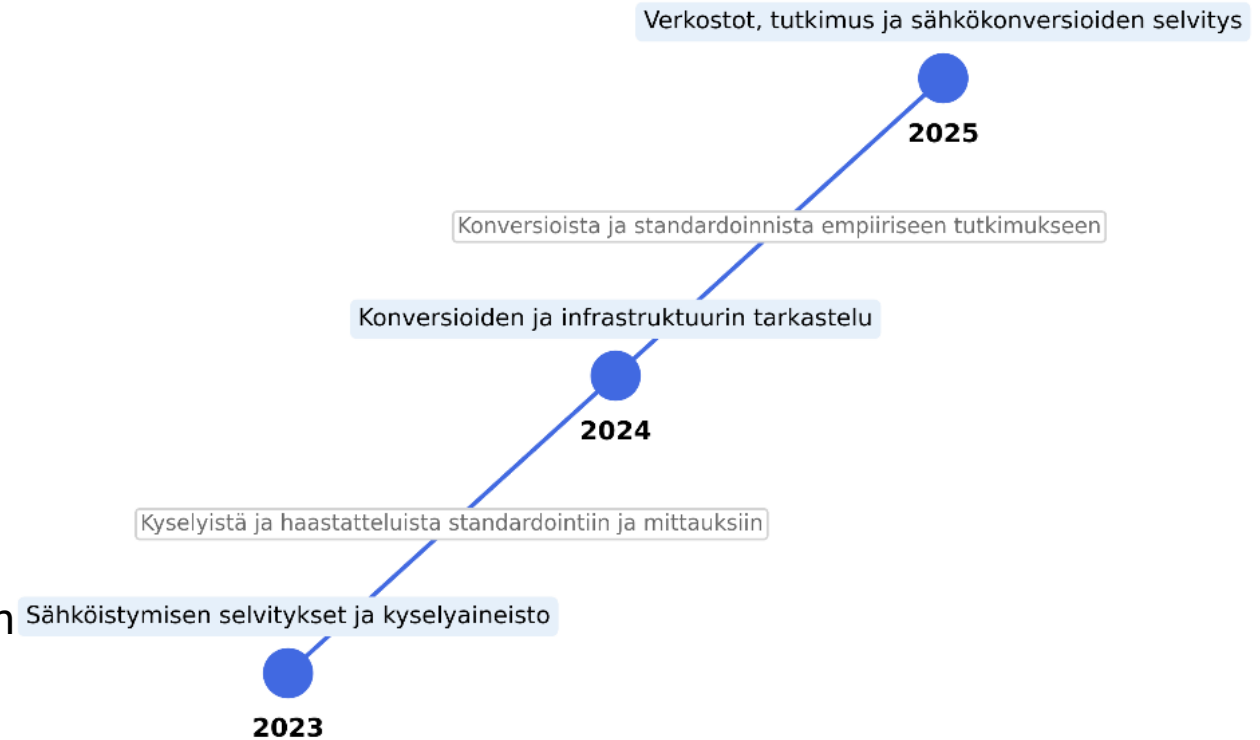 Verkostot, tutkimus ja sähkökonversioiden selvitys
2025
Konversioista ja standardoinnista empiiriseen tutkimukseen
Konversioiden ja infrastruktuurin tarkastelu
2024
Kyselyistä ja haastatteluista standardointiin ja mittauksiin
n Sähköistymisen selvitykset ja kyselyaineisto
2023